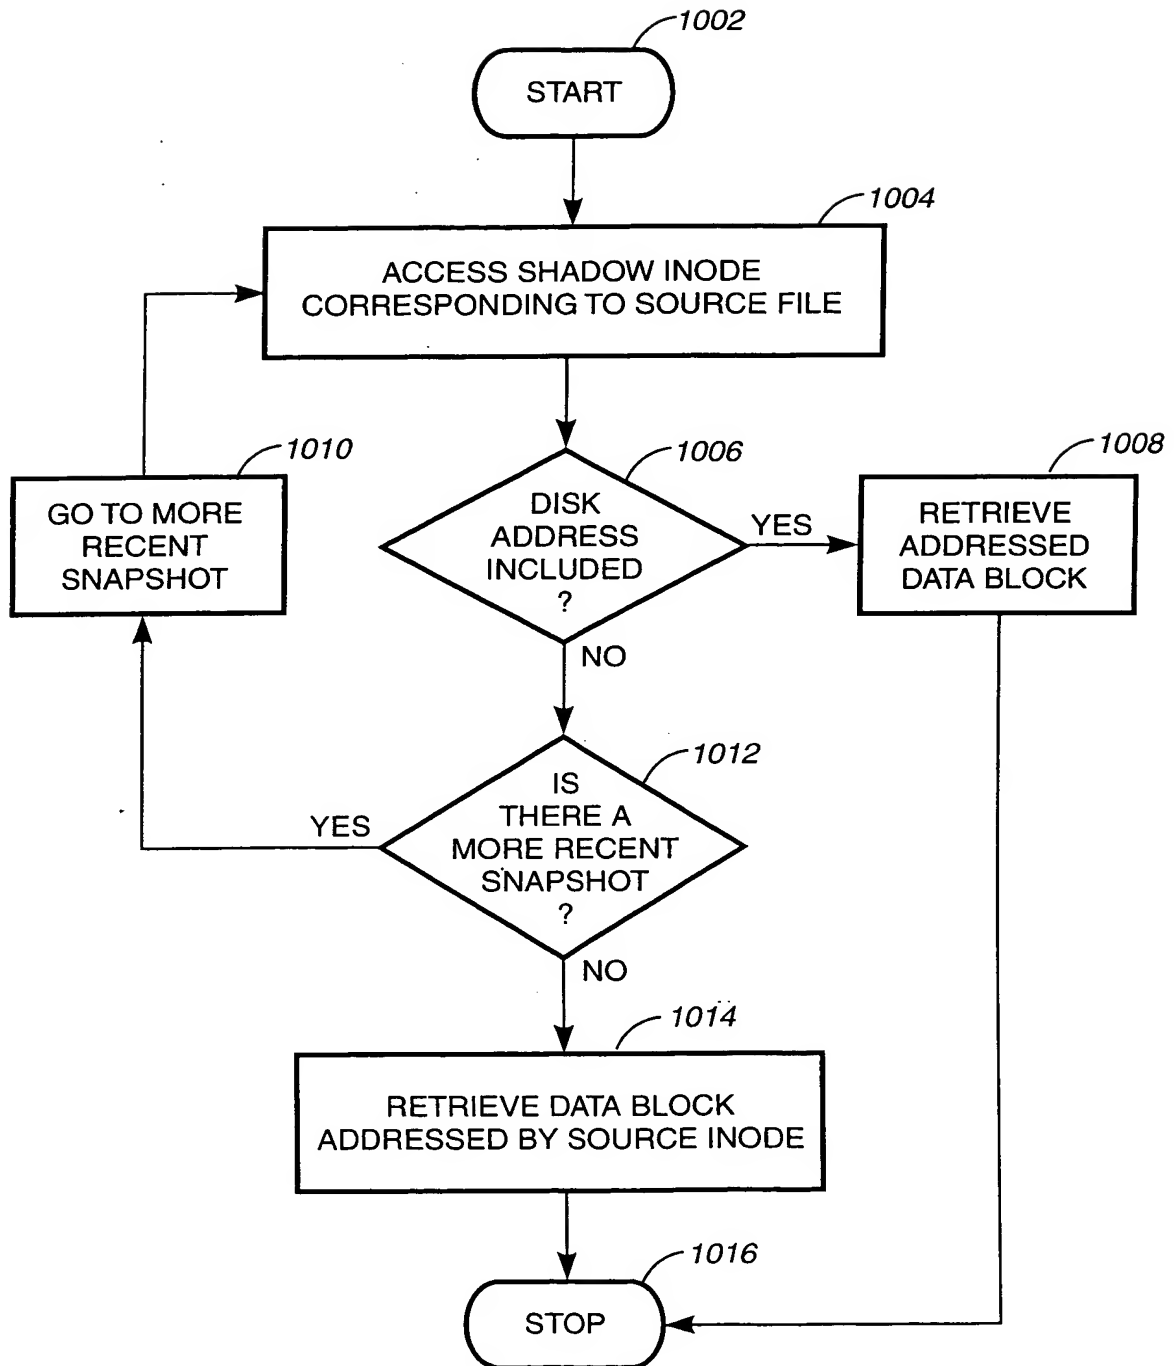 1002
START
1004
ACCESS SHADOW INODE
CORRESPONDING TO SOURCE FILE
1010
GO TO MORE
RECENT
SNAPSHOT
1006
DISK
ADDRESS
INCLUDED
?
YES
1008
RETRIEVE
ADDRESSED
DATA BLOCK
NO
1012
IS
THERE A
MORE RECENT
SNAPSHOT
?
YES
NO
1014
RETRIEVE DATA BLOCK
ADDRESSED BY SOURCE INODE
1016
STOP